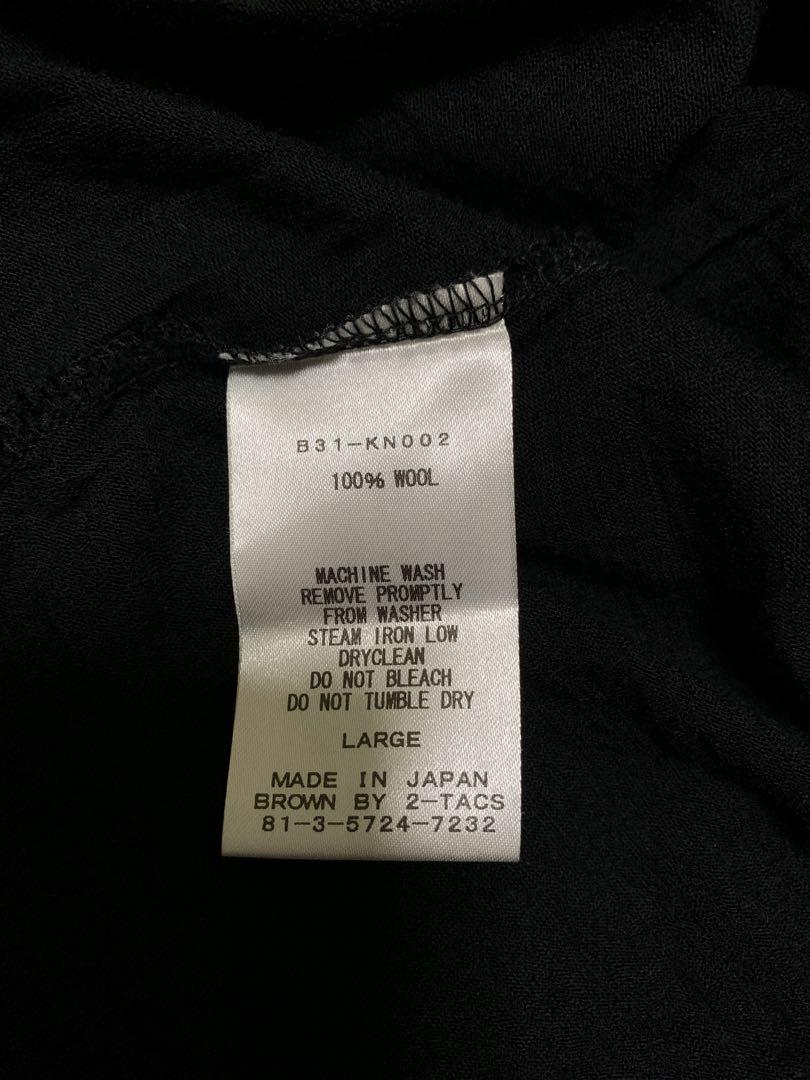 B31-KN002
100% WOOL
MACHINE WASH
REMOVE PROMPTLY
FROM WASHER
STEAM IRON LOW
DRYCLEAN
DO NOT BLEACH
DO NOT TUMBLE DRY
LARGE
MADE IN JAPAN
BROWN BY 2-TACS
81-3-5724-7232